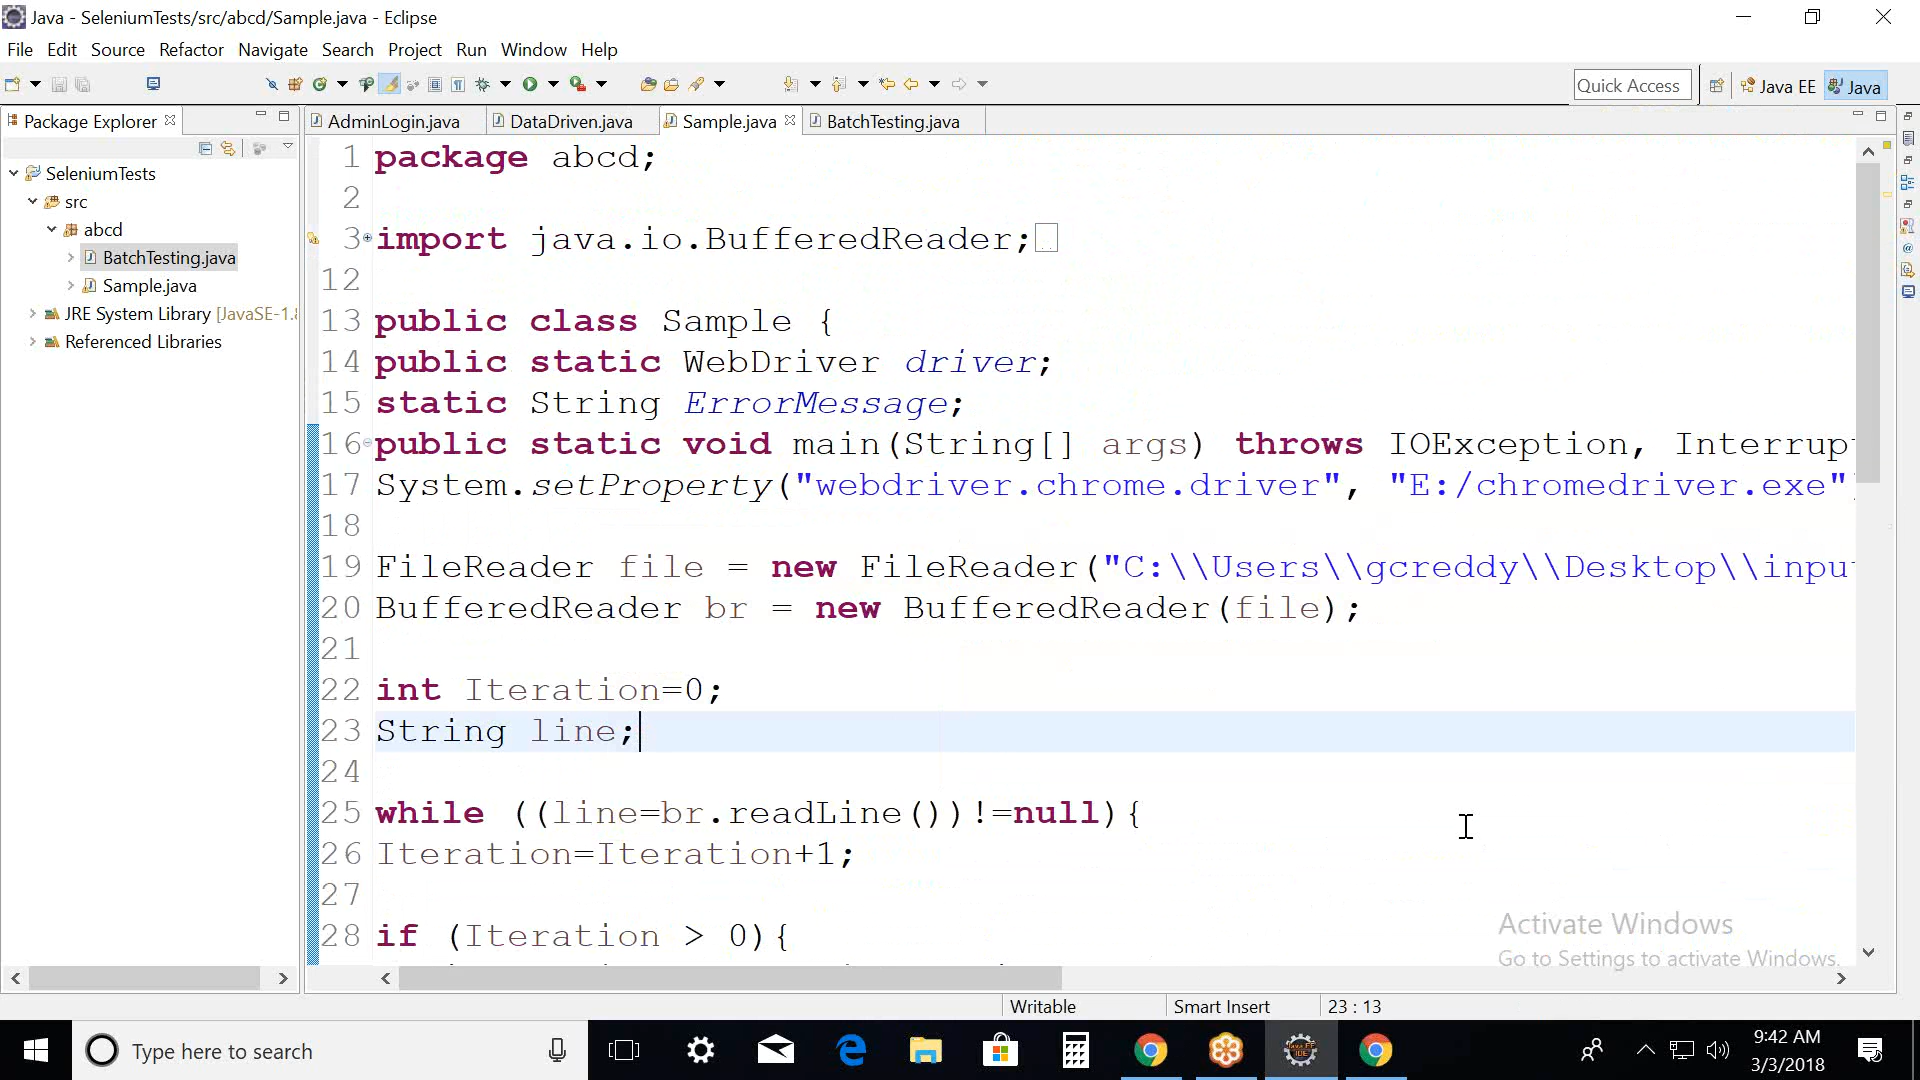 Java - SeleniumTests/src/abcd/Sample.java - Eclipse
File Edit Source Refactor Navigate Search Project Run Window Help
Quick Access
Java EE
Java
Package Explorer
AdminLogin.java
DataDriven.java
Sample.java
BatchTesting.java
SeleniumTests
src
abcd
BatchTesting.java
Sample.java
JRE System Library [JavaSE-1.8
Referenced Libraries
1 package abcd;
2
3 import java.io.BufferedReader;
12
13 public class Sample {
14 public static WebDriver driver;
15 static String ErrorMessage;
16 public static void main(String[] args) throws IOException, Interrup
17 System.setProperty("webdriver.chrome.driver", "E:/chromedriver.exe"
18
19 FileReader file = new FileReader("C:\\Users\\gcreddy\\Desktop\\inpu
20 BufferedReader br = new BufferedReader(file);
21
22 int Iteration=0;
23 String line;
24
25 while ((line=br.readLine())!=null){
26 Iteration=Iteration+1;
27
28 if (Iteration > 0){
Activate Windows
Go to Settings to activate Windows.
Writable
Smart Insert
23 : 13
Type here to search
Java EE
IDE
9:42 AM
3/3/2018